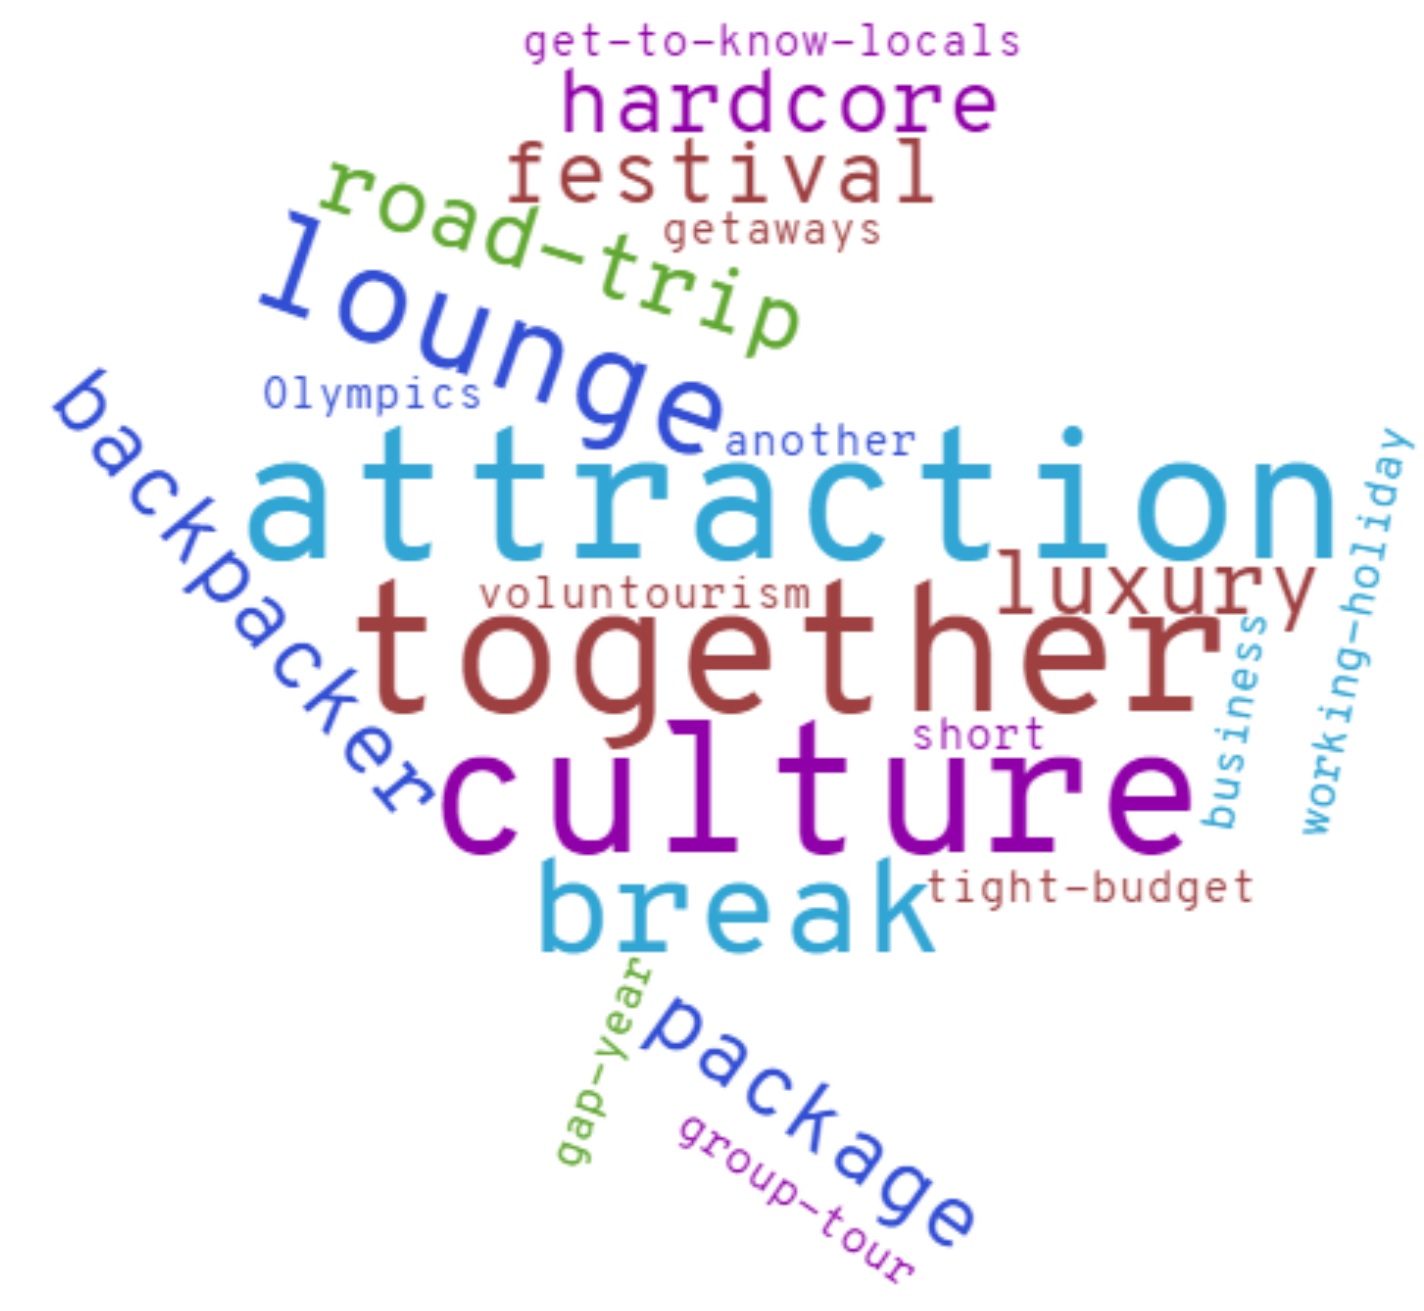 get-to-know-locals
hardcore
festival
road-trip
getaways
lounge
Olympics
another
backpacker
attraction
working-holiday
luxury
voluntourism
together
business
short
culture
break
tight-budget
gap-year
package
group-tour